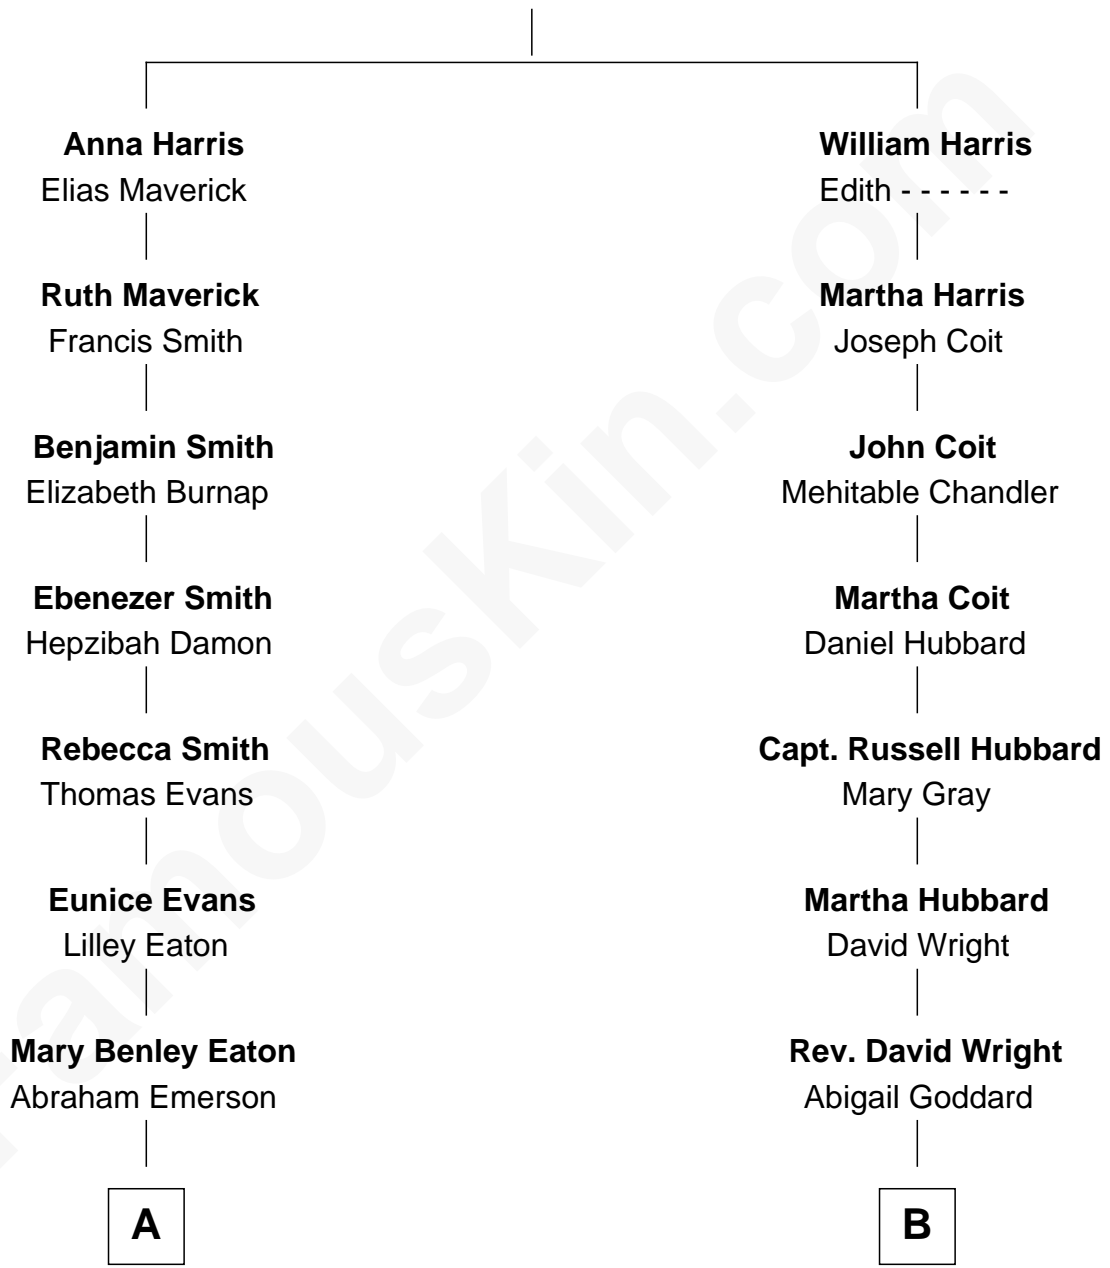 Anna Harris
Elias Maverick
Ruth Maverick
Francis Smith
Benjamin Smith
Elizabeth Burnap
Ebenezer Smith
Hepzibah Damon
Rebecca Smith
Thomas Evans
Eunice Evans
Lilley Eaton
Mary Benley Eaton
Abraham Emerson
A
William Harris
Edith - - - - - -
Martha Harris
Joseph Coit
John Coit
Mehitable Chandler
Martha Coit
Daniel Hubbard
Capt. Russell Hubbard
Mary Gray
Martha Hubbard
David Wright
Rev. David Wright
Abigail Goddard
B
FamousKin.com